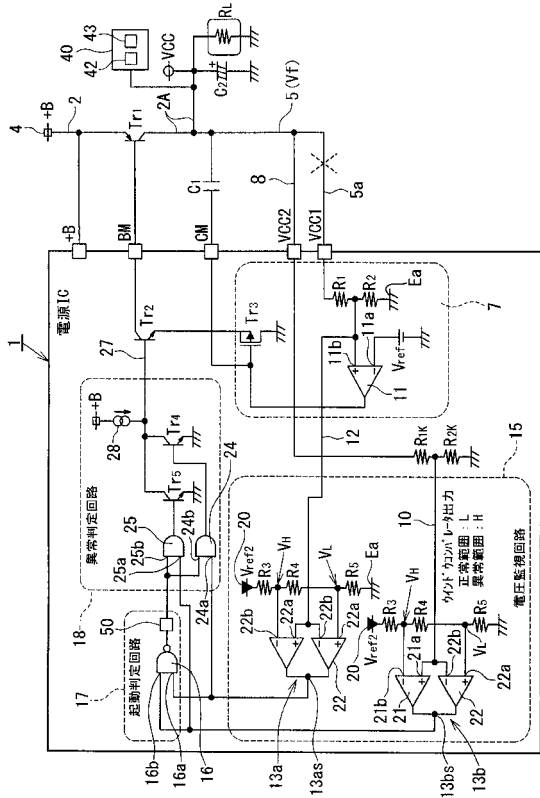 1
電源IC
+B
BM
CM
VCC2
VCC1
4
+B
2
Tr1
2A
40
42
43
VCC
C2
+
RL
C1
5 (Vf)
8
5a
27
Tr2
Tr3
R1
R2
Ea
11b
11a
+
−
11
Vref
7
12
異常判定回路
18
28
+B
Tr4
Tr5
25
25a
25b
24b
24
24a
起動判定回路
17
50
16b
16a
16
20
Vref2
R3
VH
R4
VL
R5
Ea
22b
22a
22b
22a
22
13a
13as
20
Vref2
R3
VH
R4
VL
R5
21b
21a
21
22b
22a
22
13bs
13b
10
R1K
R2K
ウインドウコンパレータ出力
正常範囲：L
異常範囲：H
電圧監視回路
15